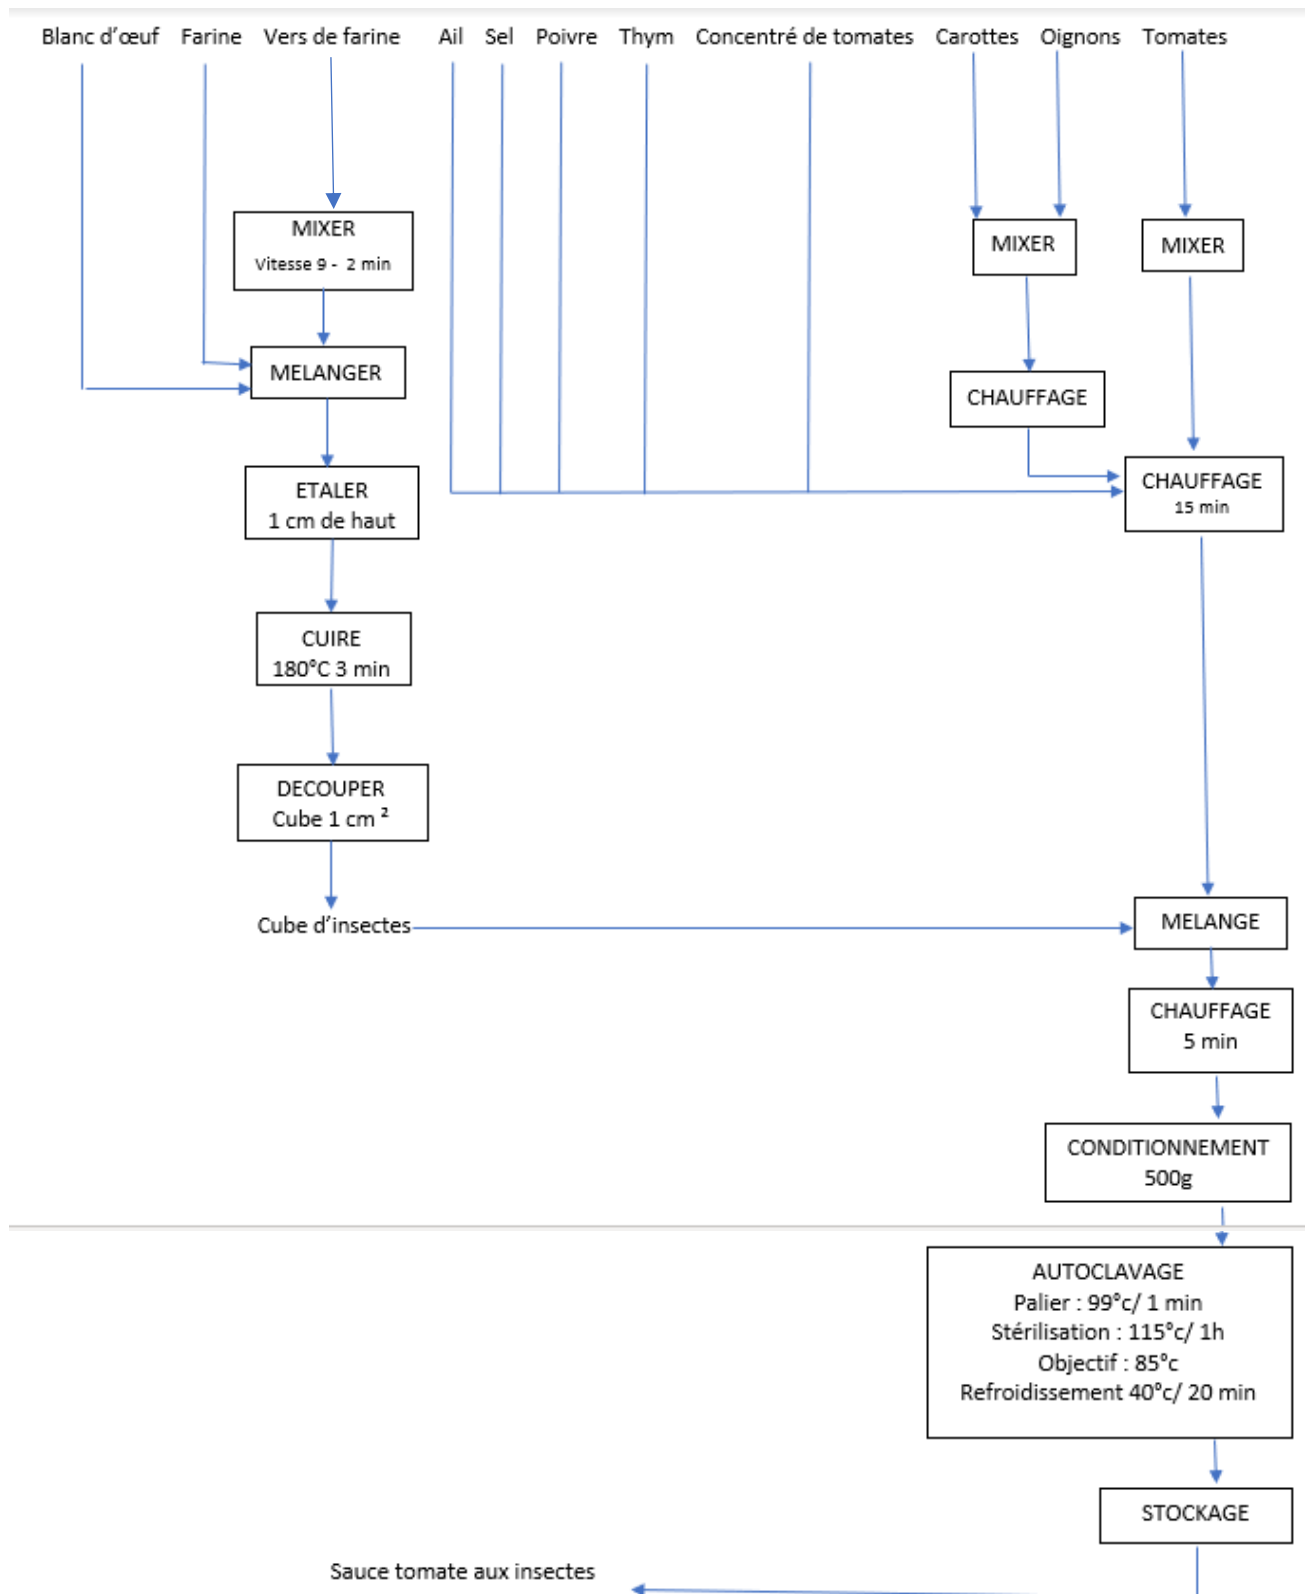 Blanc d'œuf Farine Vers de farine Ail Sel Poivre Thym Concentré de tomates Carottes Oignons Tomates
MIXER
Vitesse 9 - 2 min
MIXER
MIXER
MELANGER
CHAUFFAGE
ETALER
1 cm de haut
CHAUFFAGE
15 min
CUIRE
180°C 3 min
DECOUPER
Cube 1 cm ²
Cube d'insectes
MELANGE
CHAUFFAGE
5 min
CONDITIONNEMENT
500g
AUTOCLAVAGE
Palier : 99°c/ 1 min
Stérilisation : 115°c/ 1h
Objectif : 85°c
Refroidissement 40°c/ 20 min
STOCKAGE
Sauce tomate aux insectes